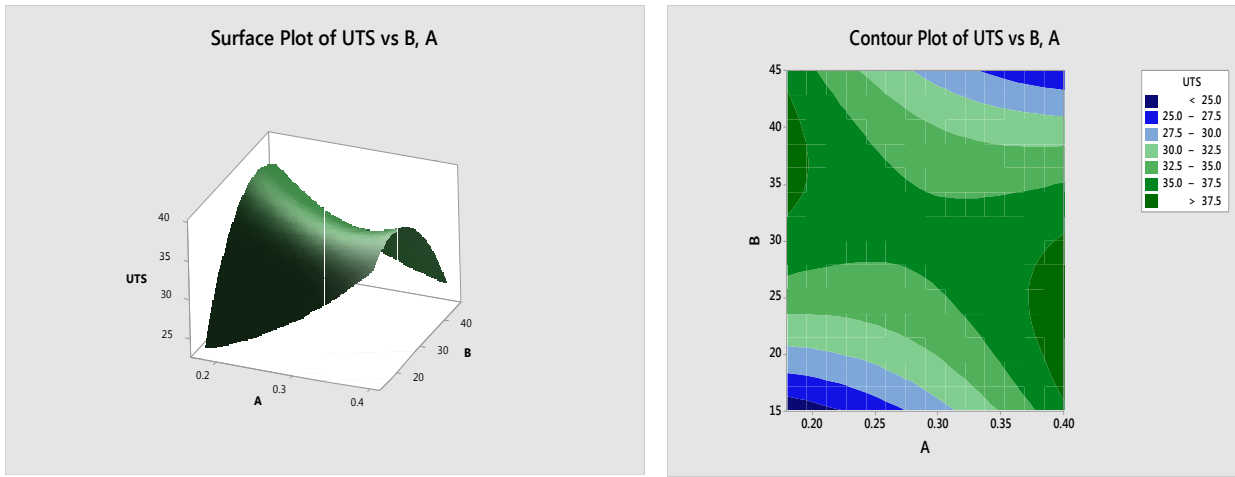 Surface Plot of UTS vs B, A
40
35
UTS
30
25
0.2
0.3
A
0.4
20
30
40
B
Contour Plot of UTS vs B, A
45
40
35
B
30
25
20
15
0.20 0.25 0.30 0.35 0.40
A
UTS
< 25.0
25.0 – 27.5
27.5 – 30.0
30.0 – 32.5
32.5 – 35.0
35.0 – 37.5
> 37.5